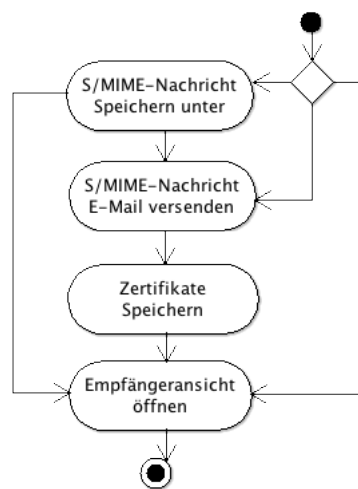 S/MIME-Nachricht
Speichern unter
S/MIME-Nachricht
E-Mail versenden
Zertifikate
Speichern
Empfängeransicht
öffnen